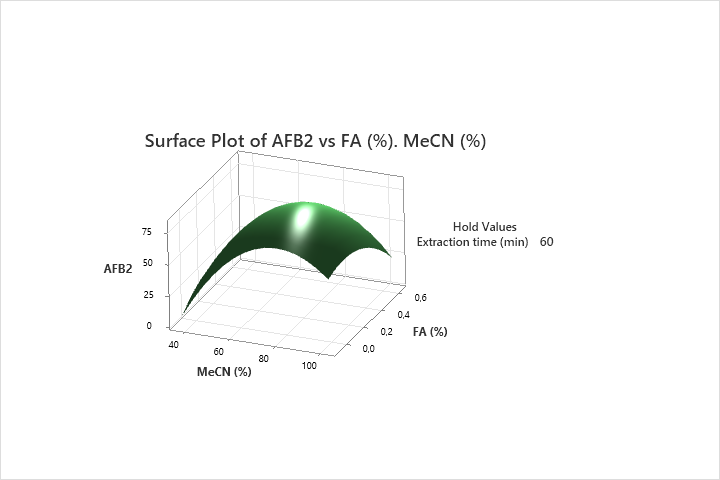 Surface Plot of AFB2 vs FA (%). MeCN (%)
Hold Values
Extraction time (min) 60
75
50
AFB2
25
0
0,6
0,4
0,2
0,0
FA (%)
40
60
80
100
MeCN (%)